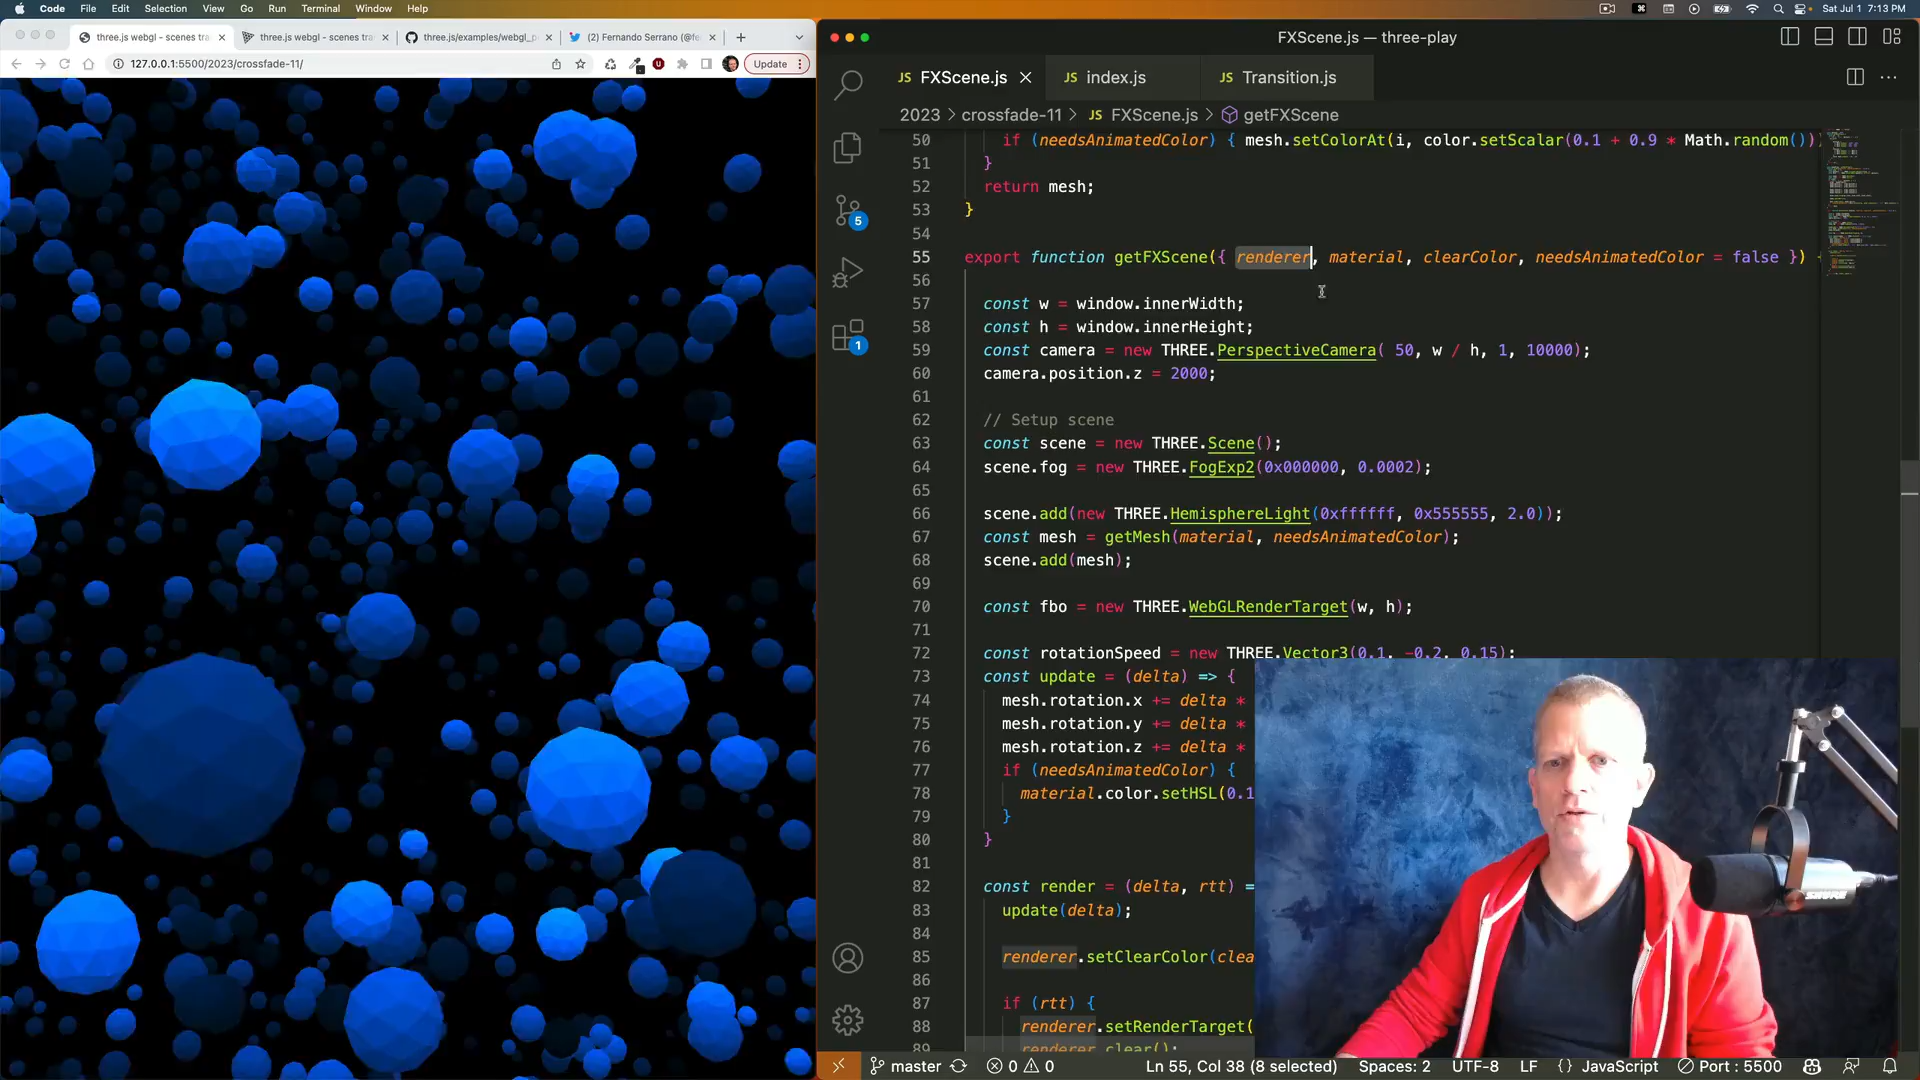 Code File Edit Selection View Go Run Terminal Window Help Sat Jul 1 7:13 PM
three.js webgl - scenes tra three.js webgl - scenes tra three.js/examples/webgl_p (2) Fernando Serrano (@fe
127.0.0.1:5500/2023/crossfade-11/ Update
FXScene.js — three-play
JS FXScene.js JS index.js JS Transition.js
2023 > crossfade-11 > JS FXScene.js > getFXScene
50 if (needsAnimatedColor) { mesh.setColorAt(i, color.setScalar(0.1 + 0.9 * Math.random())
51 }
52 return mesh;
53 }
54
55 export function getFXScene({ renderer, material, clearColor, needsAnimatedColor = false }) {
56
57 const w = window.innerWidth;
58 const h = window.innerHeight;
59 const camera = new THREE.PerspectiveCamera( 50, w / h, 1, 10000);
60 camera.position.z = 2000;
61
62 // Setup scene
63 const scene = new THREE.Scene();
64 scene.fog = new THREE.FogExp2(0x000000, 0.0002);
65
66 scene.add(new THREE.HemisphereLight(0xffffff, 0x555555, 2.0));
67 const mesh = getMesh(material, needsAnimatedColor);
68 scene.add(mesh);
69
70 const fbo = new THREE.WebGLRenderTarget(w, h);
71
72 const rotationSpeed = new THREE.Vector3(0.1, -0.2, 0.15);
73 const update = (delta) => {
74 mesh.rotation.x += delta *
75 mesh.rotation.y += delta *
76 mesh.rotation.z += delta *
77 if (needsAnimatedColor) {
78 material.color.setHSL(0.1
79 }
80 }
81
82 const render = (delta, rtt) =
83 update(delta);
84
85 renderer.setClearColor(clea
86
87 if (rtt) {
88 renderer.setRenderTarget(
89 renderer.clear();
5
1
SHURE
master 0 0 Ln 55, Col 38 (8 selected) Spaces: 2 UTF-8 LF {} JavaScript Port : 5500